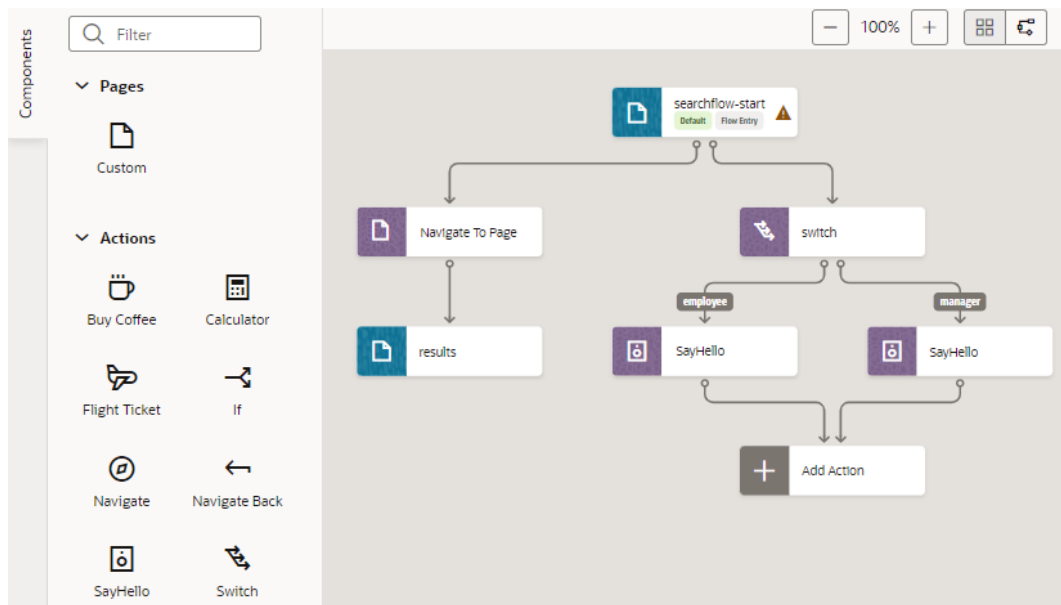 Components
Filter
Pages
Custom
Actions
Buy Coffee
Calculator
Flight Ticket
If
Navigate
Navigate Back
SayHello
Switch
100%
searchflow-start
Default Flow Entry
Navigate To Page
switch
employee
manager
results
SayHello
SayHello
Add Action